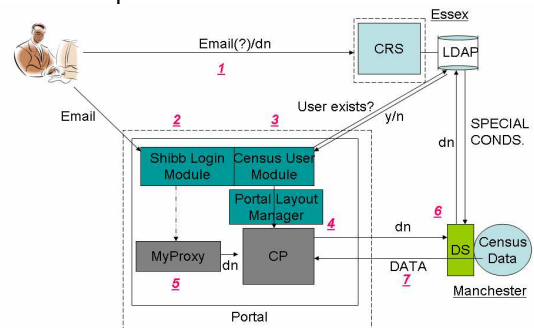 Essex
CRS
LDAP
Email(?)/dn
1
Email
2
3
User exists?
y/n
SPECIAL
CONDS.
dn
Shibb Login
Module
Census User
Module
Portal Layout
Manager
4
dn
6
MyProxy
dn
CP
DS
Census
Data
5
DATA
7
Manchester
Portal